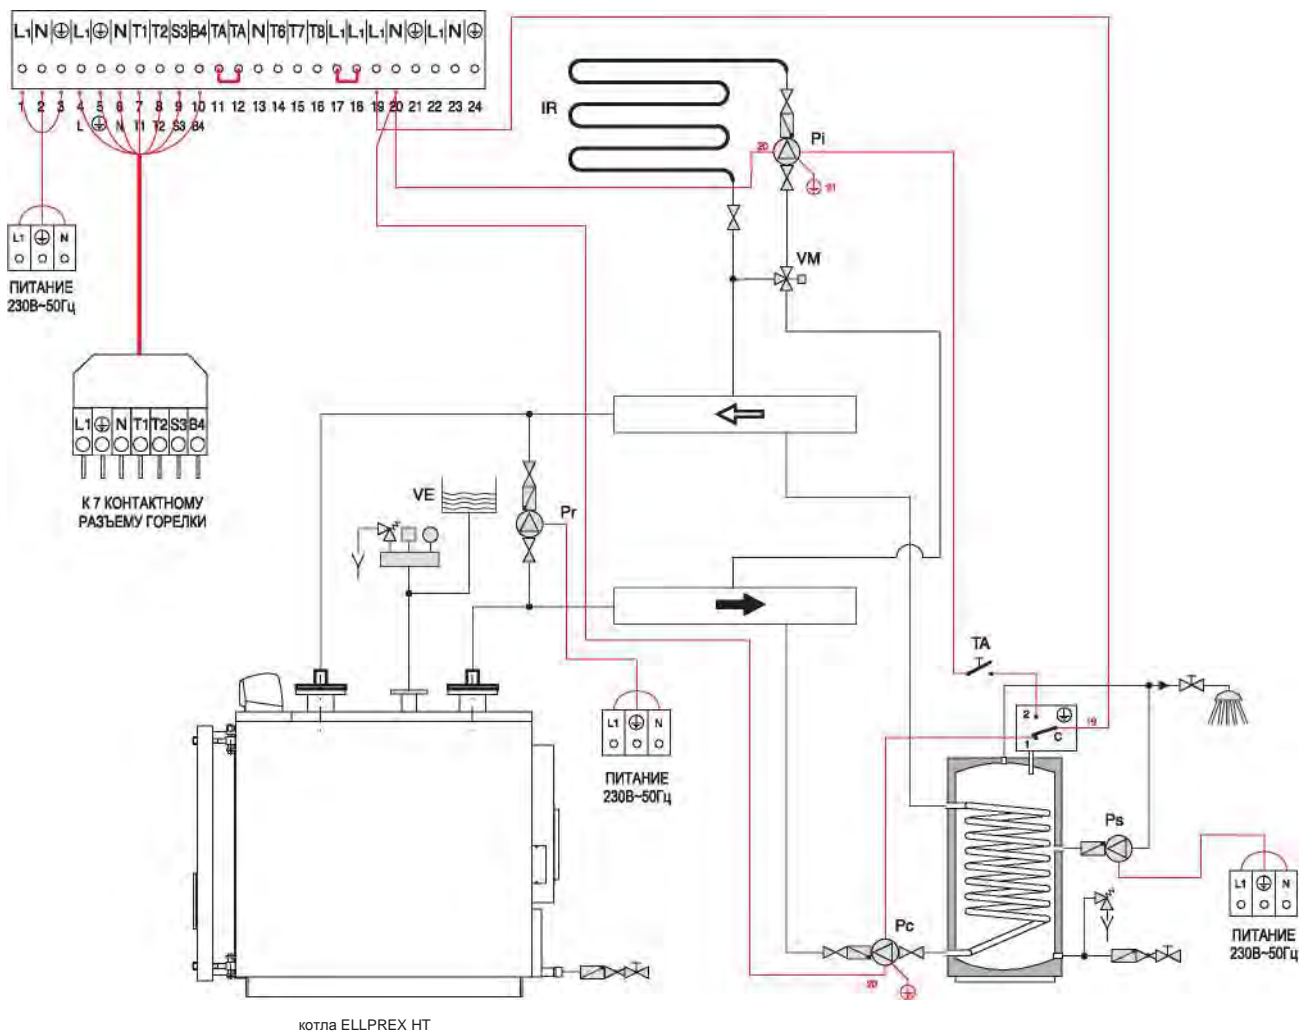 L1 N L1 N T1 T2 S3 B4 TA TA N T6 T7 T8 L1 L1 L1 N L1 N
1 2 3 4 5 6 7 8 9 10 11 12 13 14 15 16 17 18 19 20 21 22 23 24
L N T1 T2 S3 B4
IR
Pi
20
21
L1 N
VM
ПИТАНИЕ
230В~50Гц
L1 N T1 T2 S3 B4
К 7 КОНТАКТНОМУ
РАЗЪЕМУ ГОРЕЛКИ
VE
Pr
TA
2
1 C
19
L1 N
ПИТАНИЕ
230В~50Гц
Ps
L1 N
Pc
20
ПИТАНИЕ
230В~50Гц
котла ELLPREX HT